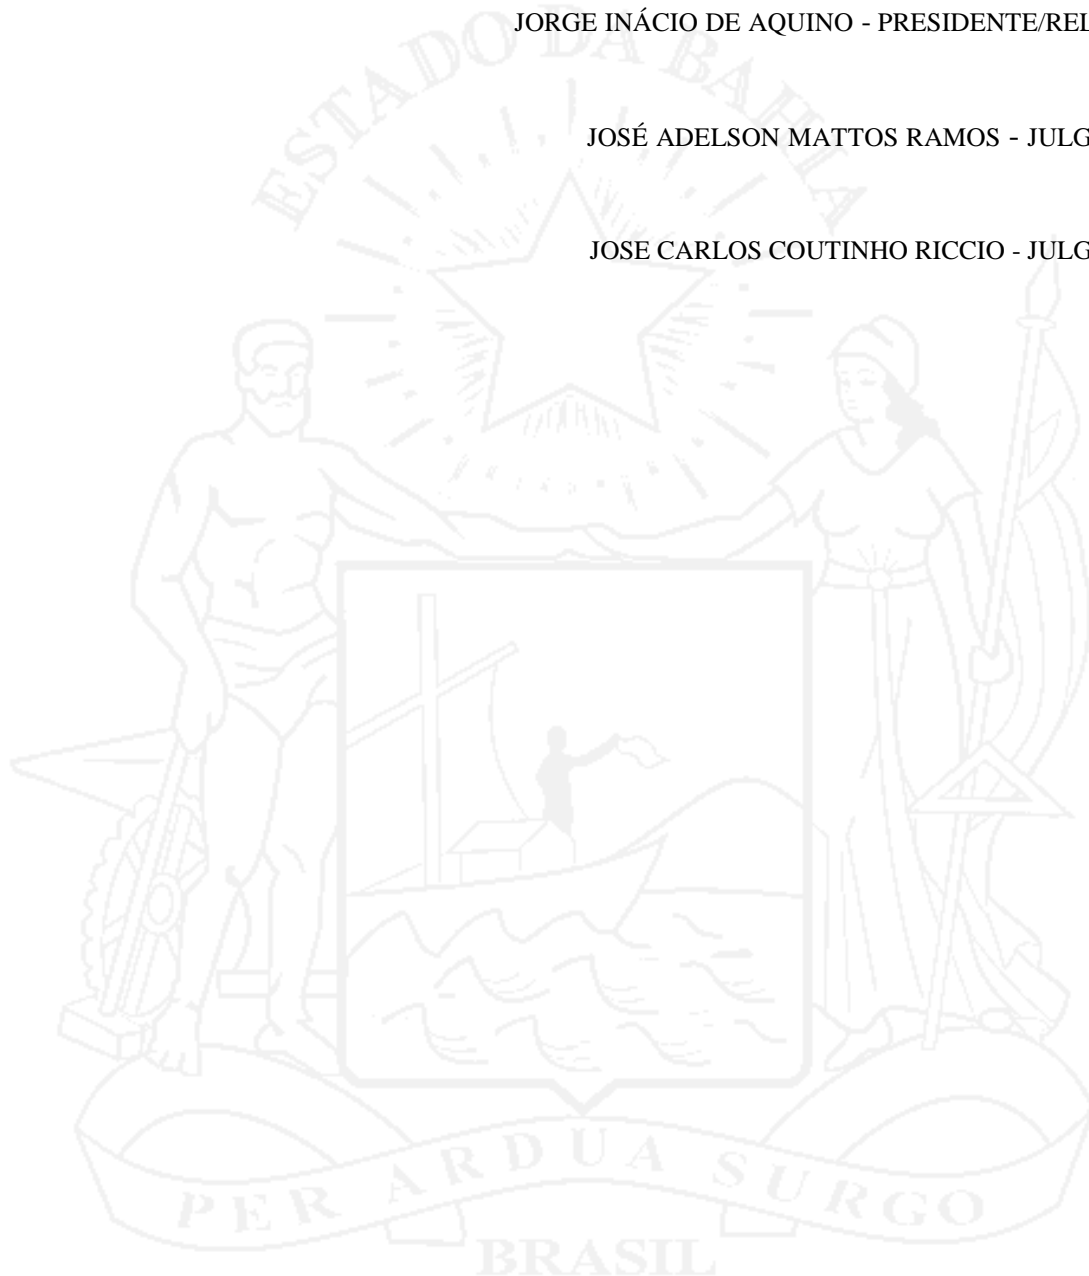 JORGE INÁCIO DE AQUINO - PRESIDENTE/REL
JOSÉ ADELSON MATTOS RAMOS - JULG
JOSE CARLOS COUTINHO RICCIO - JULG
ESTADO DA BAHIA
PER ARDUA SURGO
BRASIL